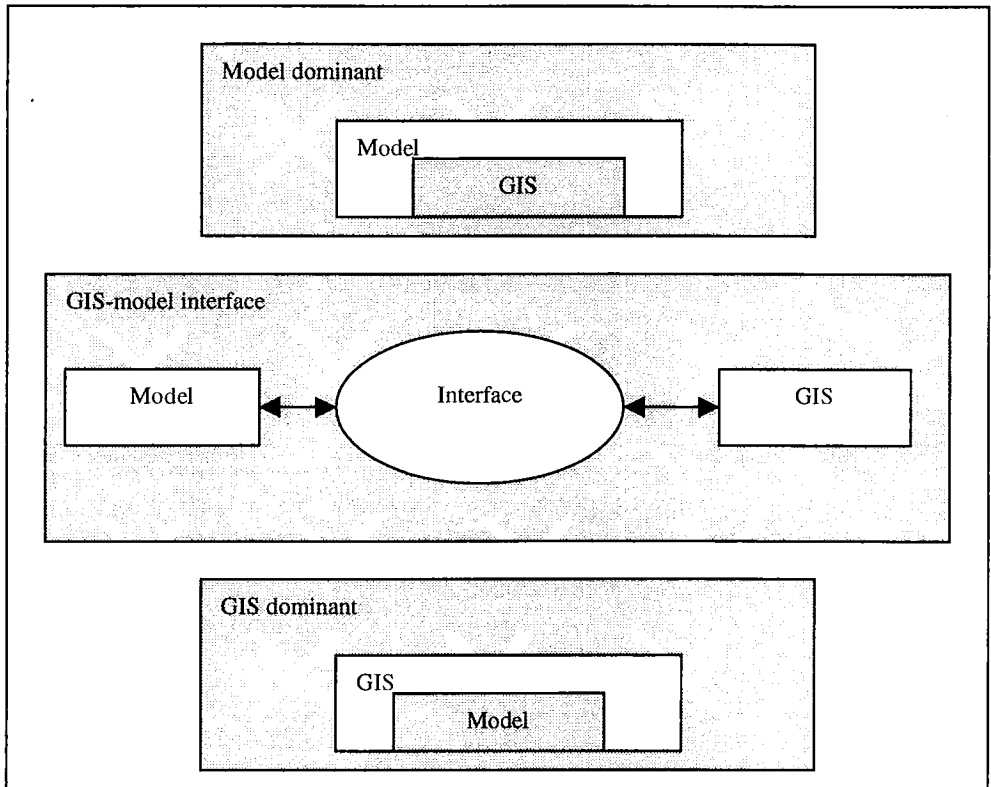 Model dominant
Model
GIS
GIS-model interface
Model
Interface
GIS
GIS dominant
GIS
Model